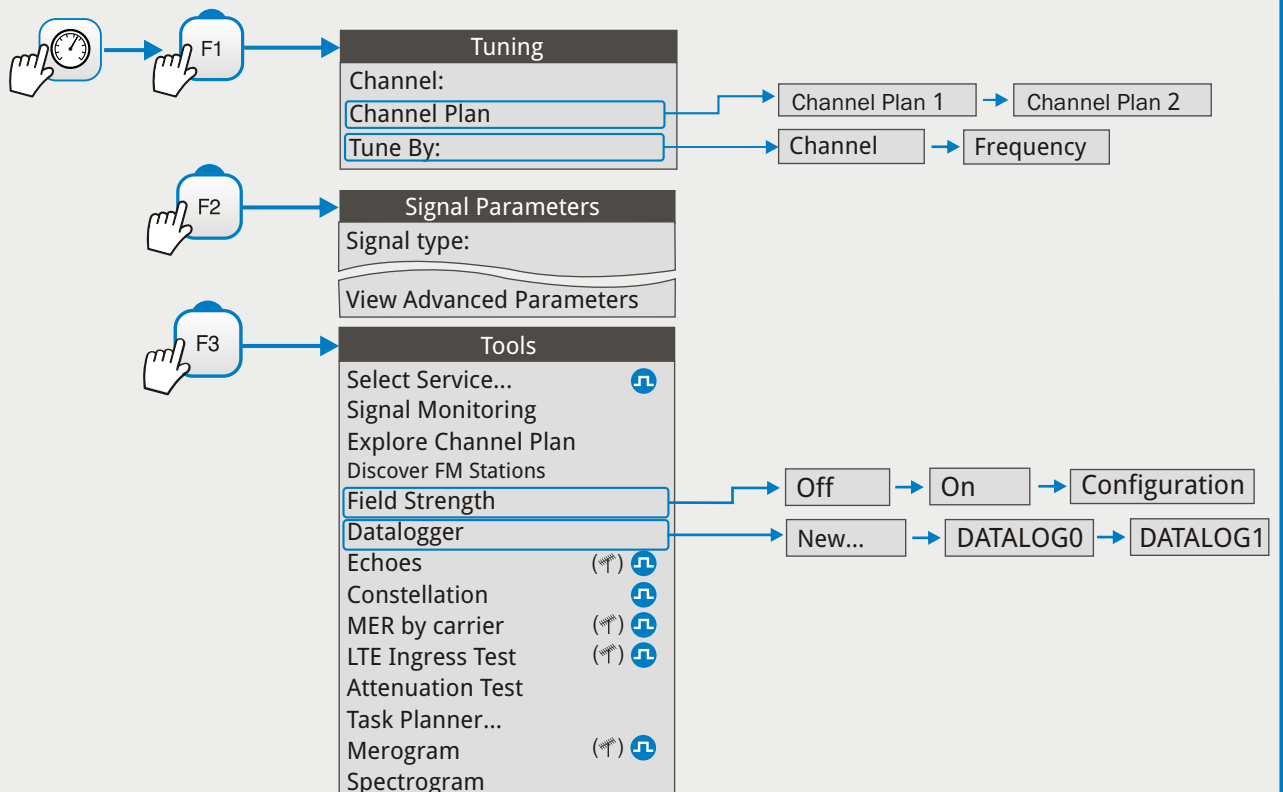 F1
Tuning
Channel:
Channel Plan
Channel Plan 1
Channel Plan 2
Tune By:
Channel
Frequency
F2
Signal Parameters
Signal type:
View Advanced Parameters
F3
Tools
Select Service...
Signal Monitoring
Explore Channel Plan
Discover FM Stations
Field Strength
Off
On
Configuration
Datalogger
New...
DATALOG0
DATALOG1
Echoes
Constellation
MER by carrier
LTE Ingress Test
Attenuation Test
Task Planner...
Merogram
Spectrogram